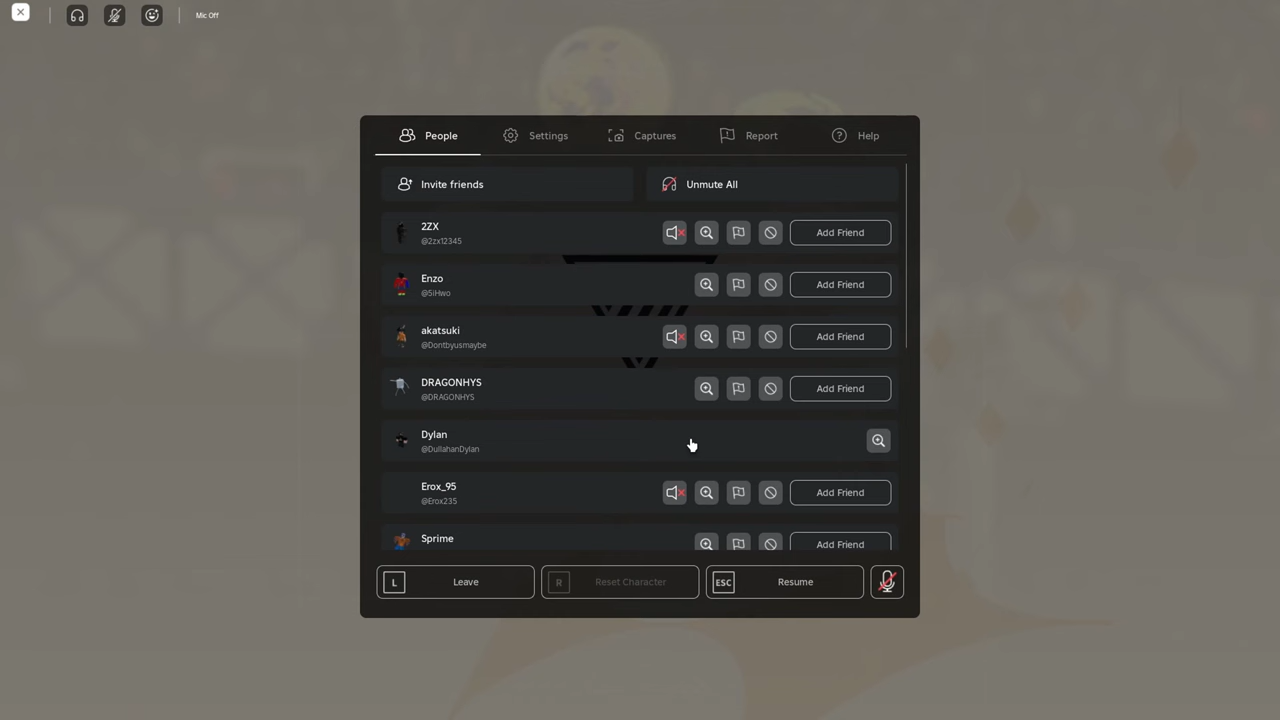 Mic Off
People
Settings
Captures
Report
Help
Invite friends
Unmute All
2ZX
@2zx12345
Add Friend
Enzo
@5iHwo
Add Friend
akatsuki
@Dontbyusmaybe
Add Friend
DRAGONHYS
@DRAGONHYS
Add Friend
Dylan
@DullahanDylan
Erox_95
@Erox235
Add Friend
Sprime
Add Friend
L
Leave
R
Reset Character
ESC
Resume